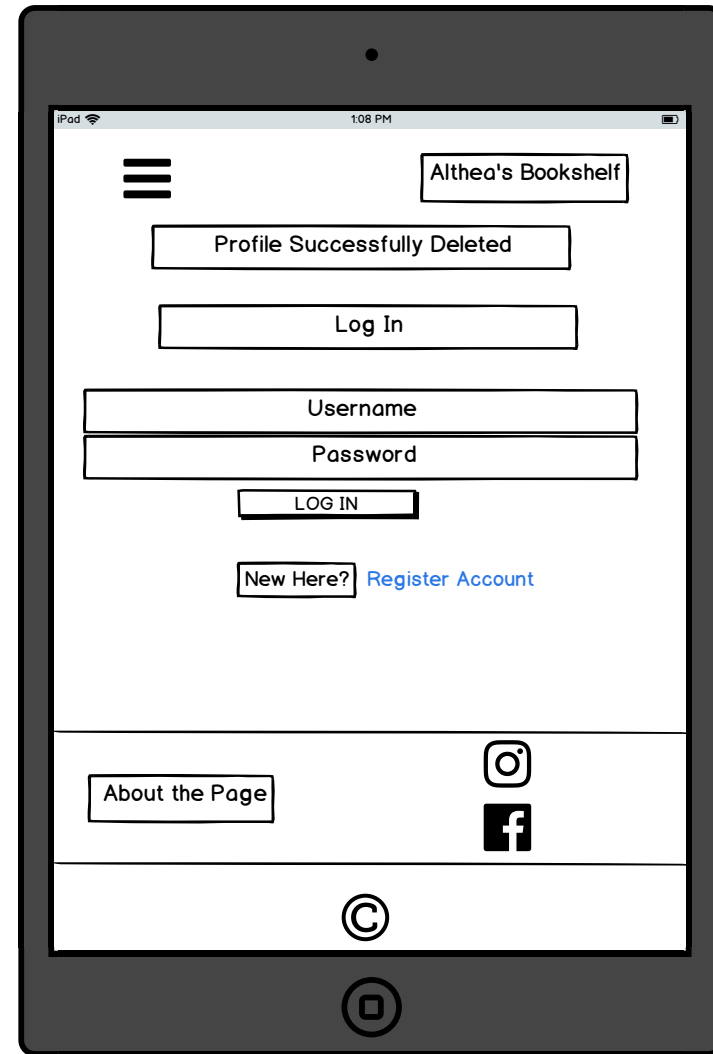 iPad 1:08 PM
Althea's Bookshelf
Profile Successfully Deleted
Log In
Username
Password
LOG IN
New Here? Register Account
About the Page
©